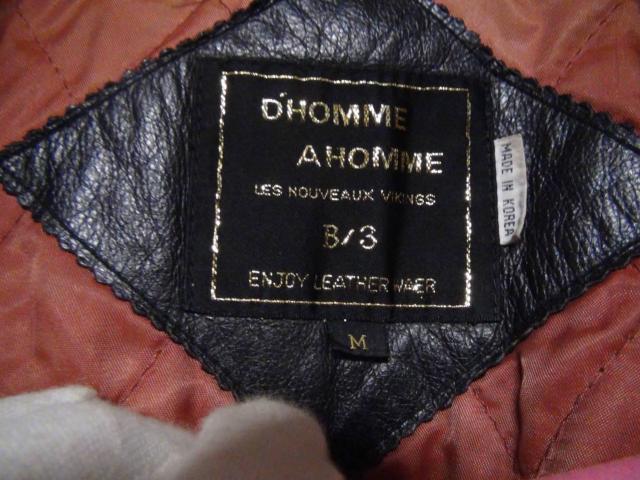 D'HOMME
A HOMME
LES NOUVEAUX VIKINGS
B/3
ENJOY LEATHER WAER
M
MADE IN KOREA